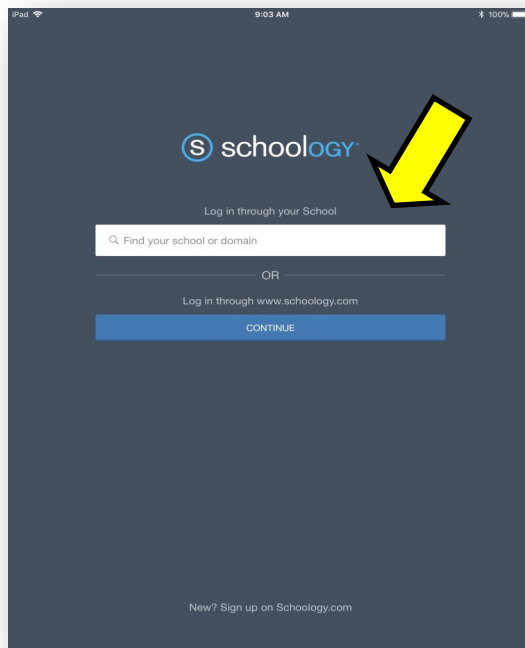 iPad 9:03 AM 100%
S schoology
Log in through your School
Find your school or domain
OR
Log in through www.schoology.com
CONTINUE
New? Sign up on Schoology.com